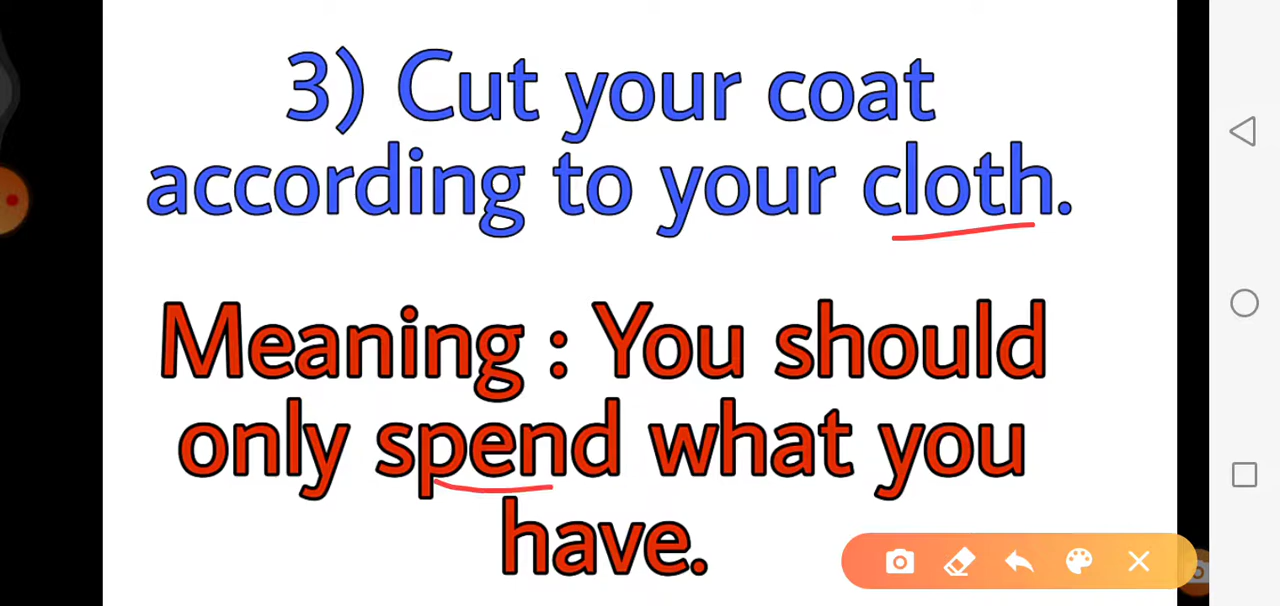 3) Cut your coat
according to your cloth.
Meaning : You should
only spend what you
have.